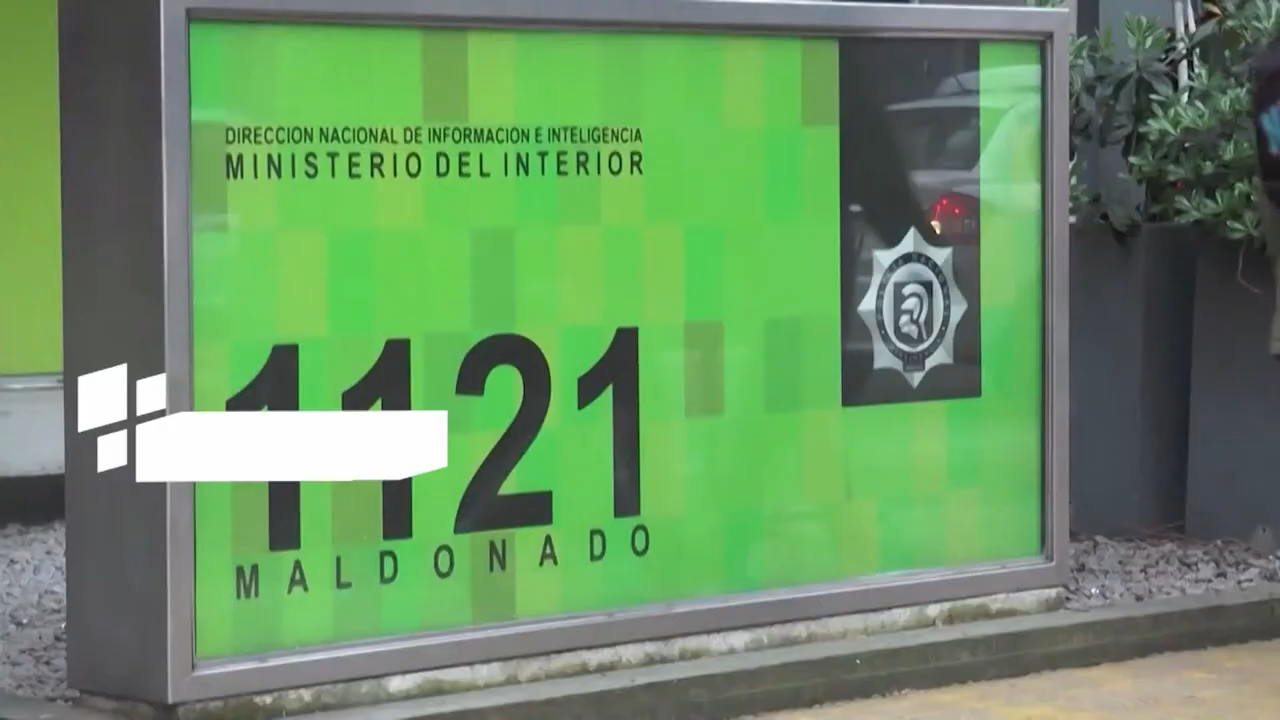 DIRECCION NACIONAL DE INFORMACION E INTELIGENCIA
MINISTERIO DEL INTERIOR
1121
MALDONADO